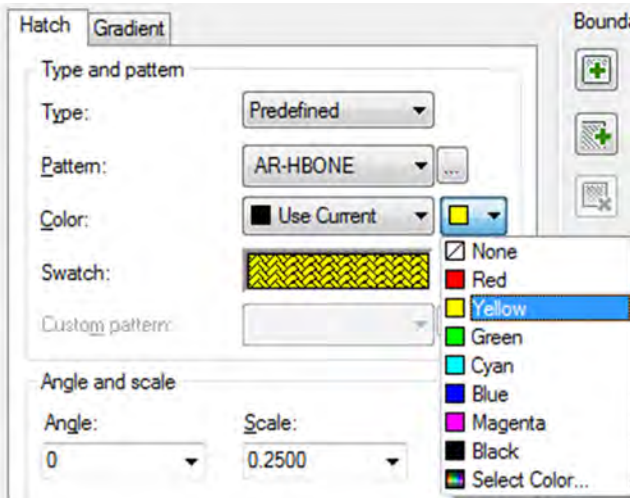 Hatch
Gradient
Type and pattern
Type:
Predefined
Pattern:
AR-HBONE
...
Color:
Use Current
Swatch:
Custom pattern:
None
Red
Yellow
Green
Cyan
Blue
Magenta
Black
Select Color...
Angle and scale
Angle:
Scale:
0
0.2500
Bounda